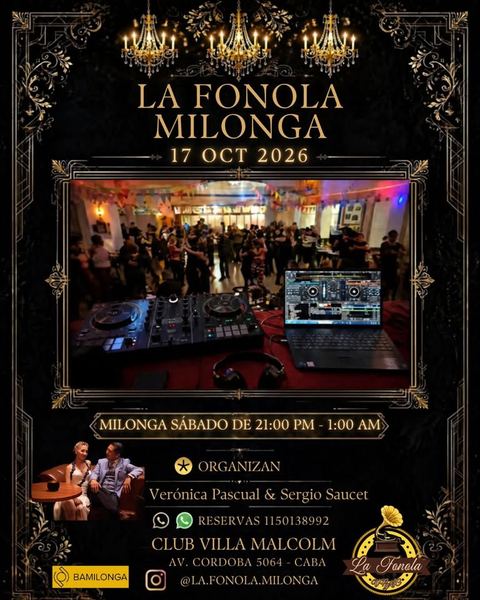 LA FONOLA
MILONGA
17 OCT 2026
MILONGA SÁBADO DE 21:00 PM - 1:00 AM
ORGANIZAN
Verónica Pascual & Sergio Saucet
RESERVAS 1150138992
CLUB VILLA MALCOLM
AV. CORDOBA 5064 - CABA
BAMILONGA
@LA.FONOLA.MILONGA
La Fonola